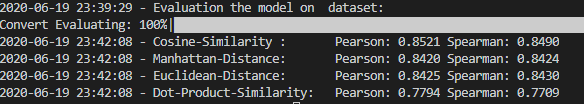 2020-06-19 23:39:29 - Evaluation the model on  dataset:
Convert Evaluating: 100%|
2020-06-19 23:42:08 - Cosine-Similarity :       Pearson: 0.8521 Spearman: 0.8490
2020-06-19 23:42:08 - Manhattan-Distance:       Pearson: 0.8420 Spearman: 0.8424
2020-06-19 23:42:08 - Euclidean-Distance:       Pearson: 0.8425 Spearman: 0.8430
2020-06-19 23:42:08 - Dot-Product-Similarity:   Pearson: 0.7794 Spearman: 0.7709